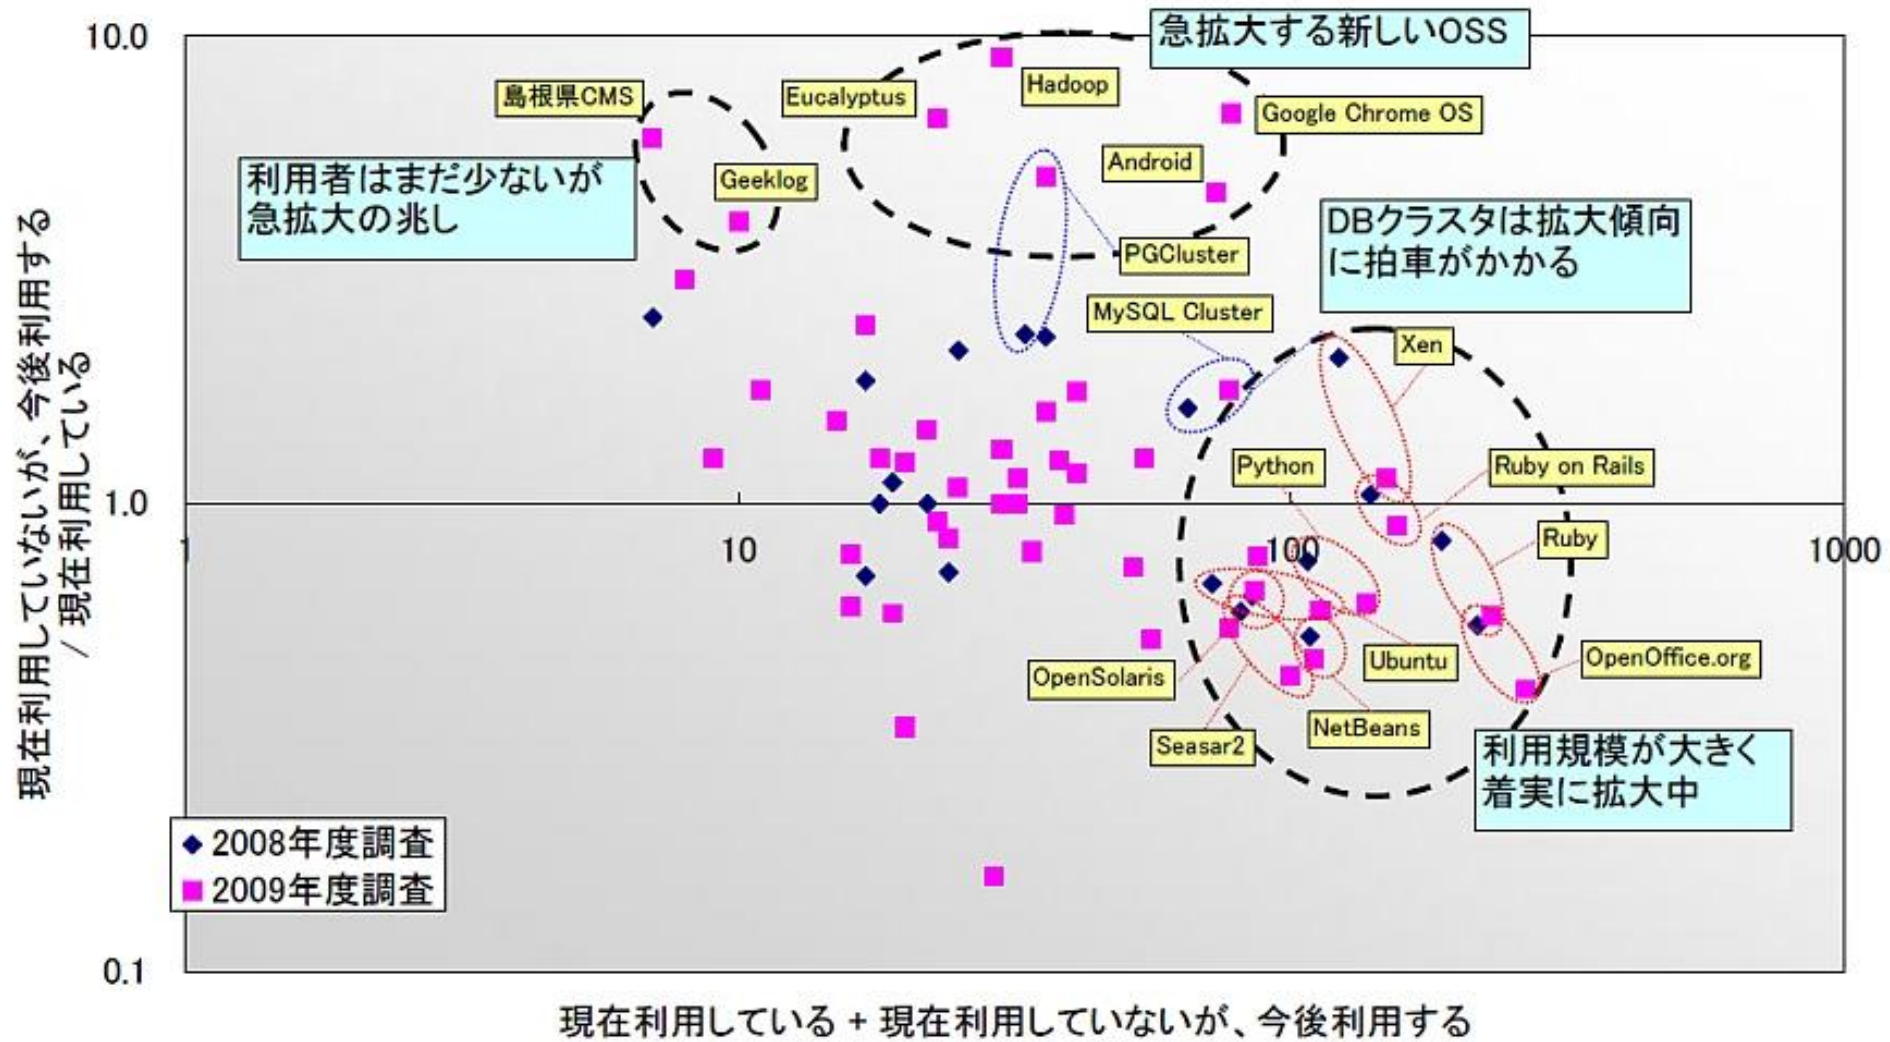 10.0
急拡大する新しいOSS
島根県CMS
Eucalyptus
Hadoop
Google Chrome OS
利用者はまだ少ないが
急拡大の兆し
Geeklog
Android
DBクラスタは拡大傾向
に拍車がかかる
PGCluster
MySQL Cluster
Xen
Python
Ruby on Rails
1.0
1
10
100
1000
Ruby
OpenSolaris
Ubuntu
OpenOffice.org
Seasar2
NetBeans
利用規模が大きく
着実に拡大中
2008年度調査
2009年度調査
0.1
現在利用していないが、今後利用する
/ 現在利用している
現在利用している + 現在利用していないが、今後利用する